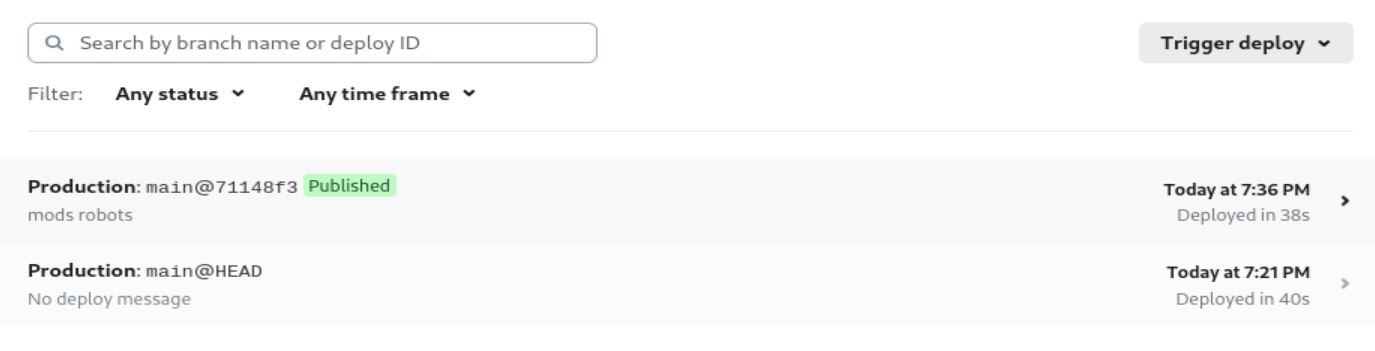 Search by branch name or deploy ID
Trigger deploy
Filter: Any status Any time frame
Production: main@71148f3 Published
Today at 7:36 PM
mods robots
Deployed in 38s
Production: main@HEAD
Today at 7:21 PM
No deploy message
Deployed in 40s